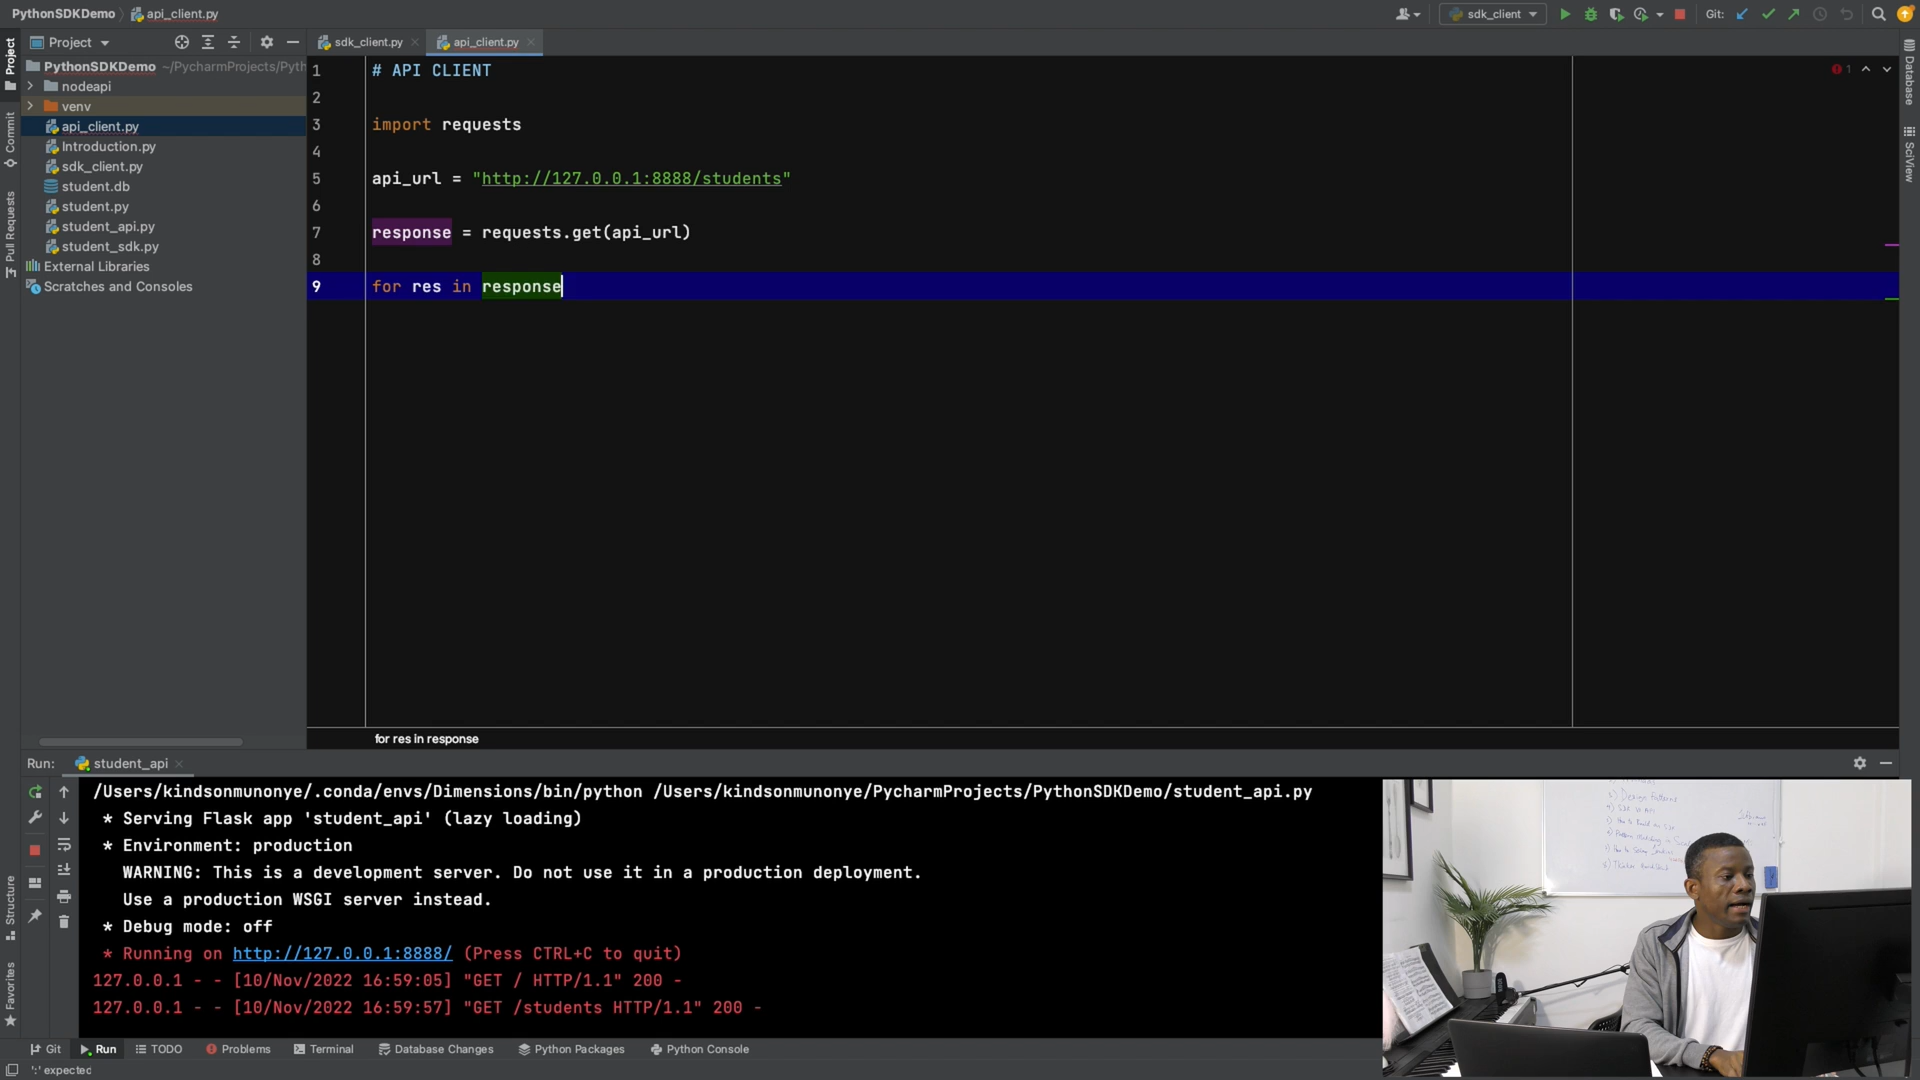 PythonSDKDemo api_client.py
sdk_client
Git:
Project
sdk_client.py
api_client.py
PythonSDKDemo ~/PycharmProjects/Pyth
nodeapi
venv
api_client.py
Introduction.py
sdk_client.py
student.db
student.py
student_api.py
student_sdk.py
External Libraries
Scratches and Consoles
Project
Commit
Pull Requests
Structure
Favorites
Database
SciView
1
1 # API CLIENT
2
3 import requests
4
5 api_url = "http://127.0.0.1:8888/students"
6
7 response = requests.get(api_url)
8
9 for res in response
for res in response
Run: student_api
/Users/kindsonmunonye/.conda/envs/Dimensions/bin/python /Users/kindsonmunonye/PycharmProjects/PythonSDKDemo/student_api.py
* Serving Flask app 'student_api' (lazy loading)
* Environment: production
WARNING: This is a development server. Do not use it in a production deployment.
Use a production WSGI server instead.
* Debug mode: off
* Running on http://127.0.0.1:8888/ (Press CTRL+C to quit)
127.0.0.1 - - [10/Nov/2022 16:59:05] "GET / HTTP/1.1" 200 -
127.0.0.1 - - [10/Nov/2022 16:59:57] "GET /students HTTP/1.1" 200 -
Design Patterns
SDK Vs API
Git Run TODO Problems Terminal Database Changes Python Packages Python Console
':' expected